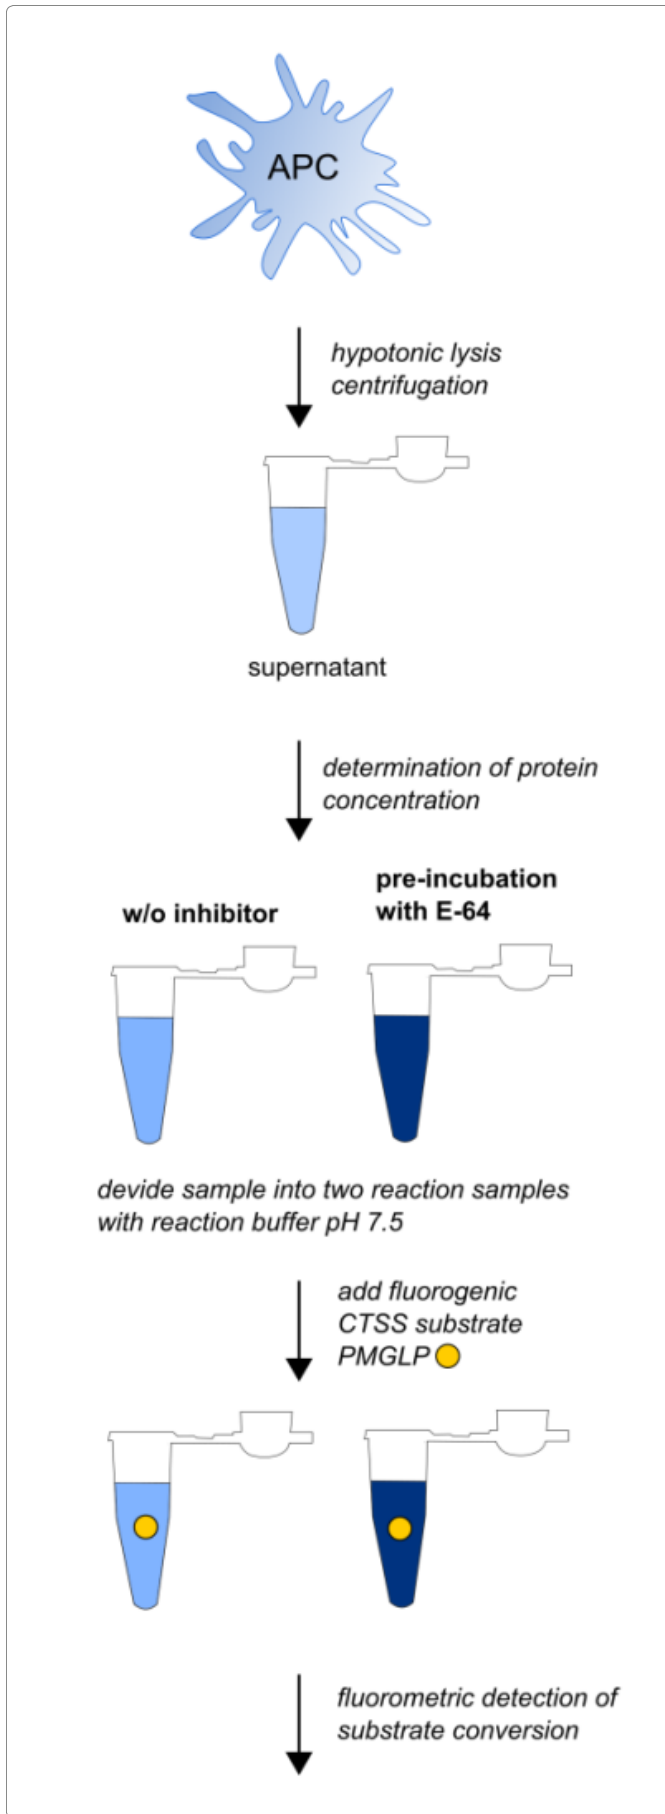 APC
hypotonic lysis
centrifugation
supernatant
determination of protein
concentration
w/o inhibitor
pre-incubation
with E-64
devide sample into two reaction samples
with reaction buffer pH 7.5
add fluorogenic
CTSS substrate
PMGLP
fluorometric detection of
substrate conversion